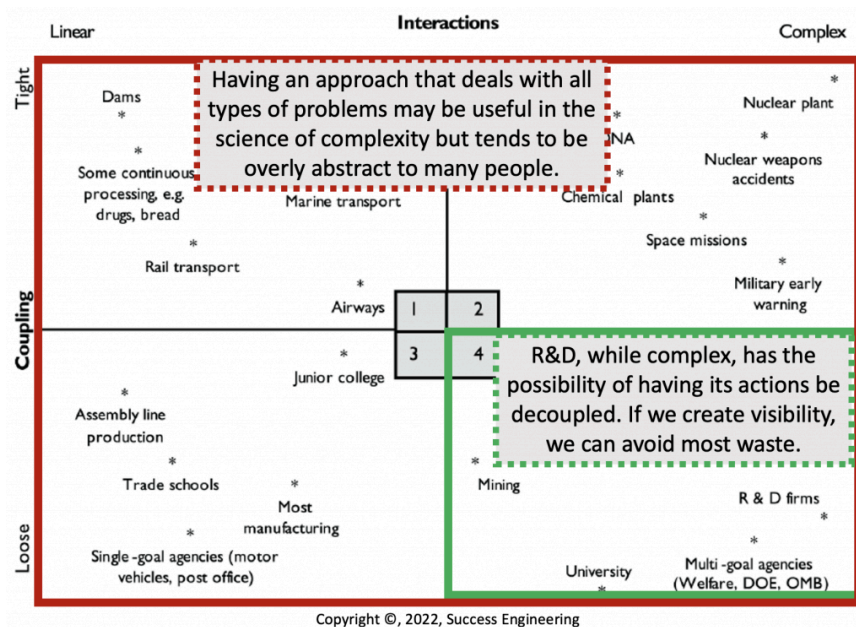 Interactions
Linear
Complex
Tight
Coupling
Loose
Having an approach that deals with all
types of problems may be useful in the
science of complexity but tends to be
overly abstract to many people.
Dams
*
*
Some continuous
processing, e.g.
drugs, bread
*
Rail transport
Marine transport
*
Airways
*
Nuclear plant
*
NA
*
Nuclear weapons
accidents
*
Chemical plants
*
Space missions
*
Military early
warning
1
2
3
4
*
Junior college
*
Assembly line
production
*
Trade schools
*
Most
manufacturing
*
Single-goal agencies (motor
vehicles, post office)
R&D, while complex, has the
possibility of having its actions be
decoupled. If we create visibility,
we can avoid most waste.
*
Mining
R & D firms
*
*
Multi-goal agencies
(Welfare, DOE, OMB)
University
*
Copyright ©, 2022, Success Engineering